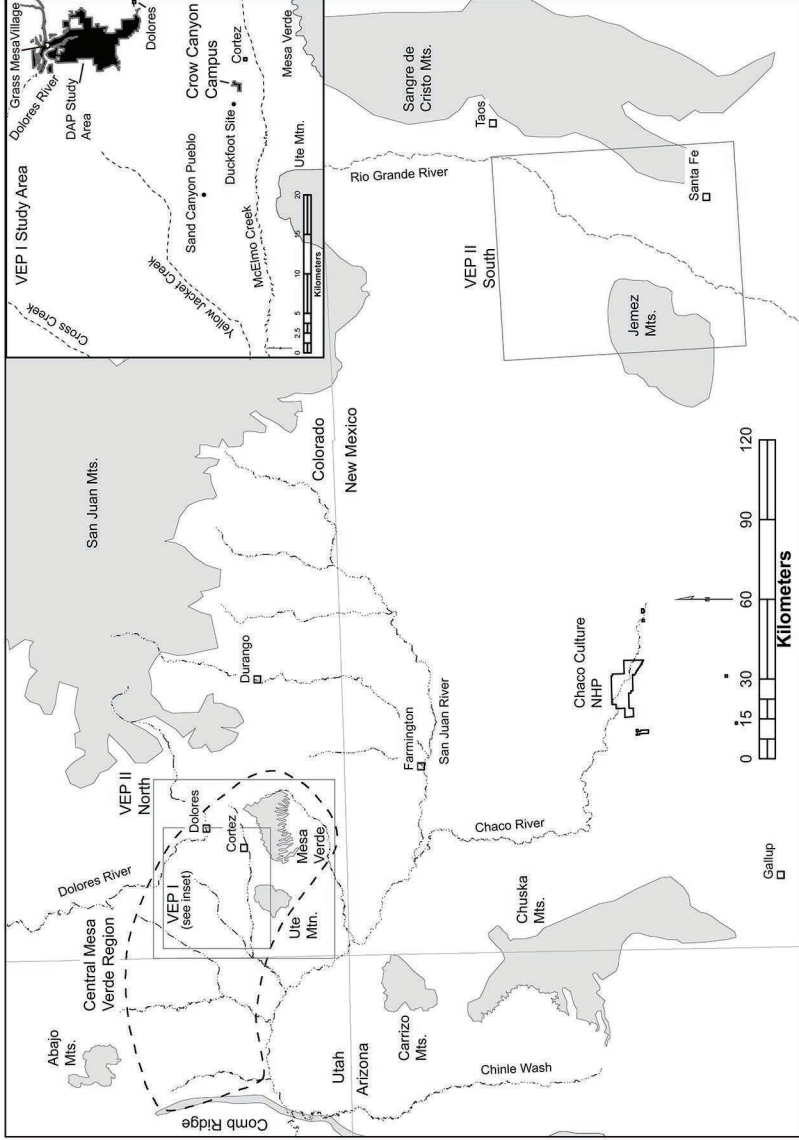 VEP I Study Area
Grass Mesa Village
Dolores River
DAP Study
Area
Dolores
Cross Creek
Yellow Jacket Creek
Sand Canyon Pueblo
Crow Canyon
Campus
Duckfoot Site
Cortez
McElmo Creek
Ute Mtn.
Mesa Verde
0
2.5
5
10
15
20
Kilometers
San Juan Mts.
Sangre de
Cristo Mts.
Taos
Rio Grande River
Santa Fe
VEP II
South
Jemez
Mts.
Colorado
New Mexico
Durango
Farmington
San Juan River
VEP II
North
Dolores River
Dolores
Cortez
VEP I
(see inset)
Mesa
Verde
Ute
Mtn.
Central Mesa
Verde Region
Abajo
Mts.
Comb Ridge
Utah
Arizona
Carrizo
Mts.
Chinle Wash
Chuska
Mts.
Chaco River
Chaco Culture
NHP
Gallup
0
15
30
60
90
120
Kilometers